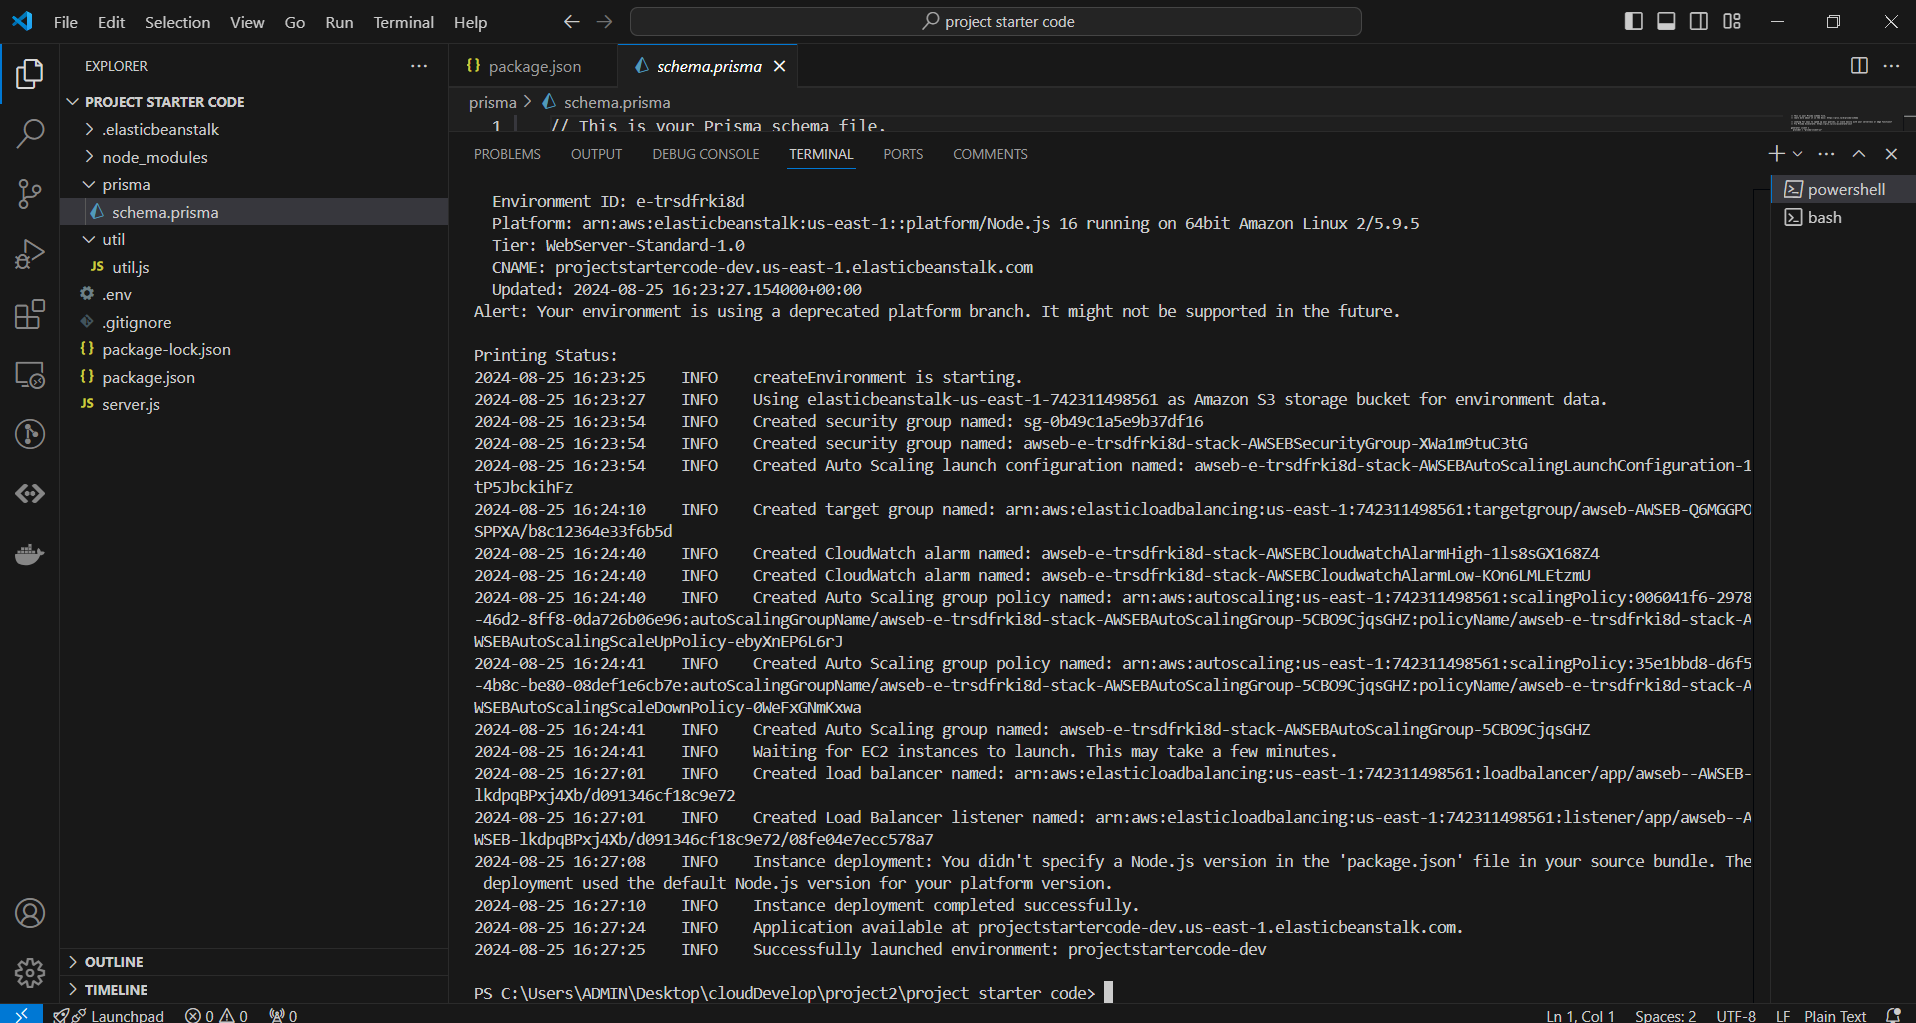 File Edit Selection View Go Run Terminal Help
project starter code
EXPLORER
PROJECT STARTER CODE
.elasticbeanstalk
node_modules
prisma
schema.prisma
util
JS util.js
.env
.gitignore
{} package-lock.json
{} package.json
JS server.js
OUTLINE
TIMELINE
{} package.json
schema.prisma
prisma > schema.prisma
1 // This is your Prisma schema file.
PROBLEMS OUTPUT DEBUG CONSOLE TERMINAL PORTS COMMENTS
powershell
bash
Environment ID: e-trsdfrki8d
Platform: arn:aws:elasticbeanstalk:us-east-1::platform/Node.js 16 running on 64bit Amazon Linux 2/5.9.5
Tier: WebServer-Standard-1.0
CNAME: projectstartercode-dev.us-east-1.elasticbeanstalk.com
Updated: 2024-08-25 16:23:27.154000+00:00
Alert: Your environment is using a deprecated platform branch. It might not be supported in the future.
Printing Status:
2024-08-25 16:23:25 INFO createEnvironment is starting.
2024-08-25 16:23:27 INFO Using elasticbeanstalk-us-east-1-742311498561 as Amazon S3 storage bucket for environment data.
2024-08-25 16:23:54 INFO Created security group named: sg-0b49c1a5e9b37df16
2024-08-25 16:23:54 INFO Created security group named: awseb-e-trsdfrki8d-stack-AWSEBSecurityGroup-XWa1m9tuC3tG
2024-08-25 16:23:54 INFO Created Auto Scaling launch configuration named: awseb-e-trsdfrki8d-stack-AWSEBAutoScalingLaunchConfiguration-1
tP5JbckihFz
2024-08-25 16:24:10 INFO Created target group named: arn:aws:elasticloadbalancing:us-east-1:742311498561:targetgroup/awseb-AWSEB-Q6MGGPO
SPPXA/b8c12364e33f6b5d
2024-08-25 16:24:40 INFO Created CloudWatch alarm named: awseb-e-trsdfrki8d-stack-AWSEBCloudwatchAlarmHigh-1ls8sGX168Z4
2024-08-25 16:24:40 INFO Created CloudWatch alarm named: awseb-e-trsdfrki8d-stack-AWSEBCloudwatchAlarmLow-KOn6LMLEtzmU
2024-08-25 16:24:40 INFO Created Auto Scaling group policy named: arn:aws:autoscaling:us-east-1:742311498561:scalingPolicy:006041f6-2978
-46d2-8ff8-0da726b06e96:autoScalingGroupName/awseb-e-trsdfrki8d-stack-AWSEBAutoScalingGroup-5CBO9CjqsGHZ:policyName/awseb-e-trsdfrki8d-stack-A
WSEBAutoScalingScaleUpPolicy-ebyXnEP6L6rJ
2024-08-25 16:24:41 INFO Created Auto Scaling group policy named: arn:aws:autoscaling:us-east-1:742311498561:scalingPolicy:35e1bbd8-d6f5
-4b8c-be80-08def1e6cb7e:autoScalingGroupName/awseb-e-trsdfrki8d-stack-AWSEBAutoScalingGroup-5CBO9CjqsGHZ:policyName/awseb-e-trsdfrki8d-stack-A
WSEBAutoScalingScaleDownPolicy-0WeFxGNmKxwa
2024-08-25 16:24:41 INFO Created Auto Scaling group named: awseb-e-trsdfrki8d-stack-AWSEBAutoScalingGroup-5CBO9CjqsGHZ
2024-08-25 16:24:41 INFO Waiting for EC2 instances to launch. This may take a few minutes.
2024-08-25 16:27:01 INFO Created load balancer named: arn:aws:elasticloadbalancing:us-east-1:742311498561:loadbalancer/app/awseb--AWSEB-
lkdpqBPxj4Xb/d091346cf18c9e72
2024-08-25 16:27:01 INFO Created Load Balancer listener named: arn:aws:elasticloadbalancing:us-east-1:742311498561:listener/app/awseb--A
WSEB-lkdpqBPxj4Xb/d091346cf18c9e72/08fe04e7ecc578a7
2024-08-25 16:27:08 INFO Instance deployment: You didn't specify a Node.js version in the 'package.json' file in your source bundle. The
deployment used the default Node.js version for your platform version.
2024-08-25 16:27:10 INFO Instance deployment completed successfully.
2024-08-25 16:27:24 INFO Application available at projectstartercode-dev.us-east-1.elasticbeanstalk.com.
2024-08-25 16:27:25 INFO Successfully launched environment: projectstartercode-dev
PS C:\Users\ADMIN\Desktop\cloudDevelop\project2\project starter code>
Launchpad 0 0 0
Ln 1, Col 1 Spaces: 2 UTF-8 LF Plain Text